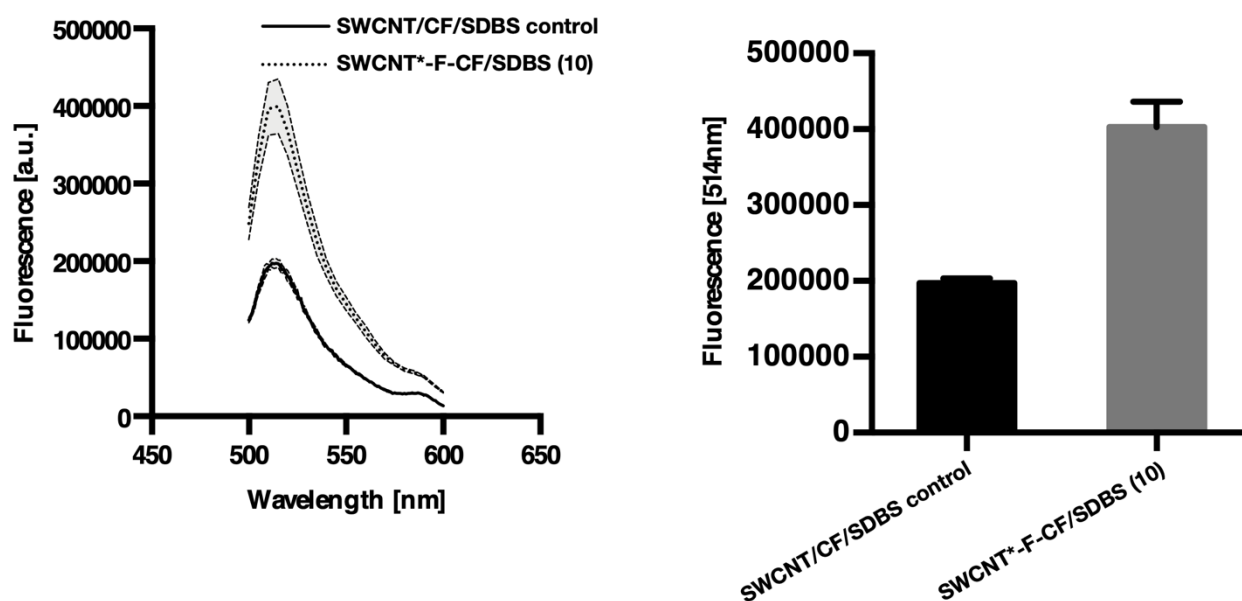 SWCNT/CF/SDBS control
SWCNT*-F-CF/SDBS (10)
Fluorescence [a.u.]
500000
400000
300000
200000
100000
0
450 500 550 600 650
Wavelength [nm]
Fluorescence [514nm]
500000
400000
300000
200000
100000
0
SWCNT/CF/SDBS control
SWCNT*-F-CF/SDBS (10)